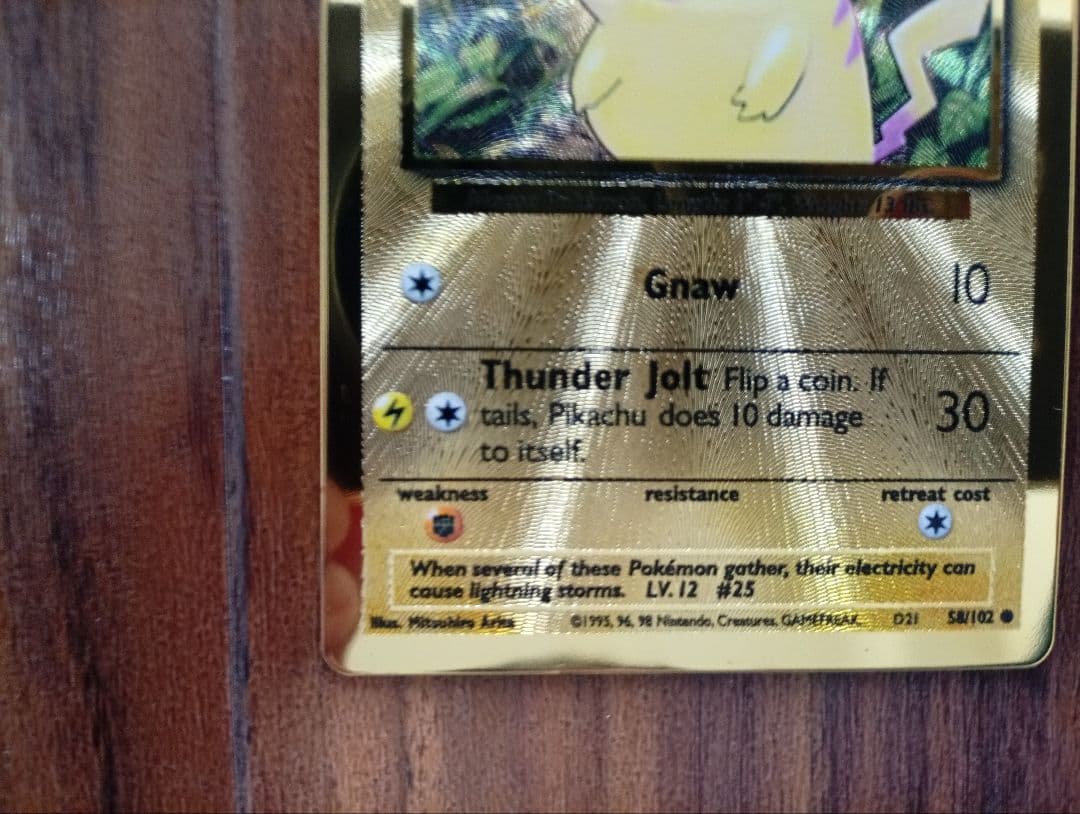 Gnaw 10
Thunder Jolt Flip a coin. If
tails, Pikachu does 10 damage 30
to itself.
weakness resistance retreat cost
When several of these Pokémon gather, their electricity can
cause lightning storms. LV. 12 #25
Illus. Mitsuhiro Arita ©1995, 96, 98 Nintendo, Creatures, GAMEFREAK. D21 58/102